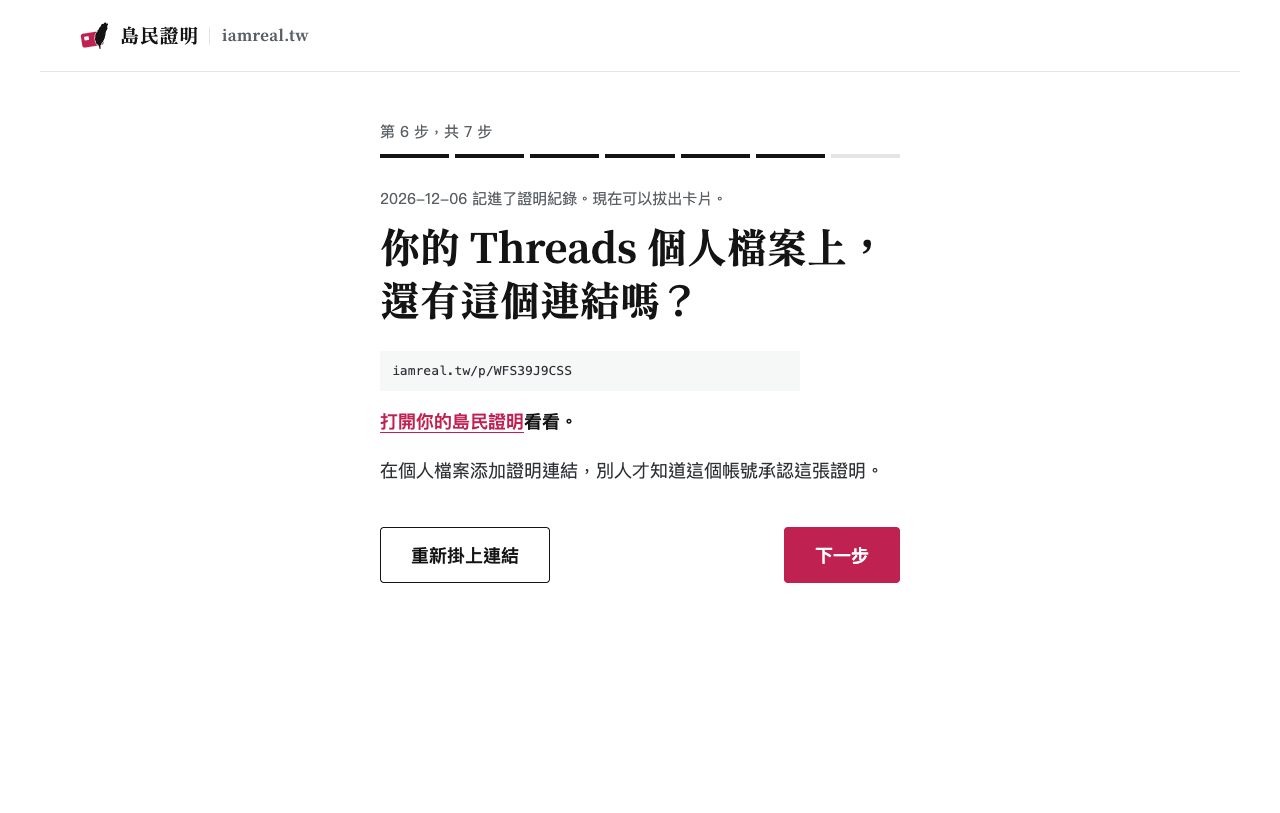 島民證明 iamreal.tw
第 6 步，共 7 步
2026–12–06 記進了證明紀錄。現在可以拔出卡片。
你的 Threads 個人檔案上，
還有這個連結嗎？
iamreal.tw/p/WFS39J9CSS
打開你的島民證明看看。
在個人檔案添加證明連結，別人才知道這個帳號承認這張證明。
重新掛上連結
下一步